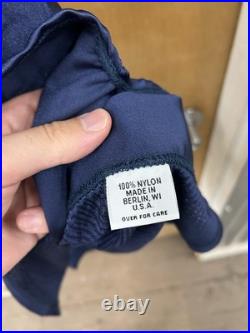 100% NYLON
MADE IN
BERLIN, WI
U.S.A.
OVER FOR CARE